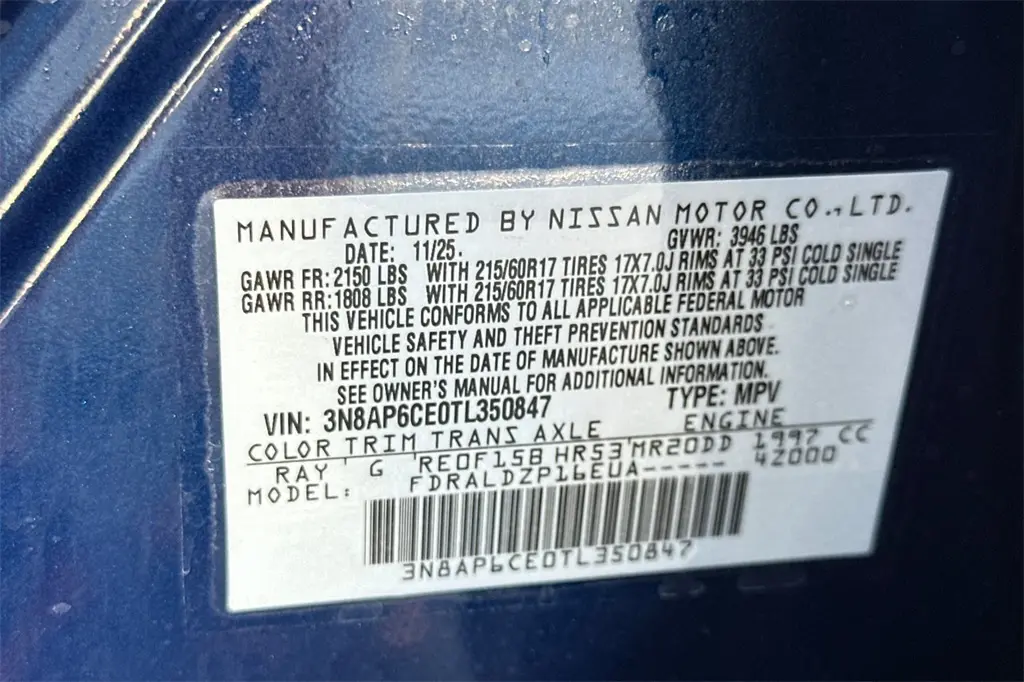 MANUFACTURED BY NISSAN MOTOR CO., LTD.
DATE: 11/25. GVWR: 3946 LBS
GAWR FR: 2150 LBS WITH 215/60R17 TIRES 17X7.0J RIMS AT 33 PSI COLD SINGLE
GAWR RR: 1808 LBS WITH 215/60R17 TIRES 17X7.0J RIMS AT 33 PSI COLD SINGLE
THIS VEHICLE CONFORMS TO ALL APPLICABLE FEDERAL MOTOR
VEHICLE SAFETY AND THEFT PREVENTION STANDARDS
IN EFFECT ON THE DATE OF MANUFACTURE SHOWN ABOVE.
SEE OWNER'S MANUAL FOR ADDITIONAL INFORMATION.
VIN: 3N8AP6CE0TL350847 TYPE: MPV
COLOR TRIM TRANS AXLE ENGINE
RAY G RE0F15B HR53 MR20DD 1997 CC
MODEL: FDRALDZP16EUA----- 42000
3N8AP6CE0TL350847